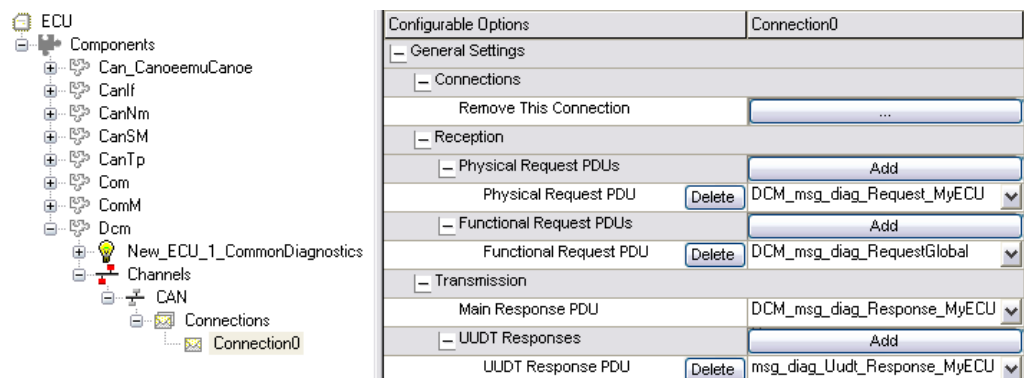 ECU
Components
Can_CanoeemuCanoe
CanIf
CanNm
CanSM
CanTp
Com
ComM
Dcm
New_ECU_1_CommonDiagnostics
Channels
CAN
Connections
Connection0
Configurable Options Connection0
General Settings
Connections
Remove This Connection ...
Reception
Physical Request PDUs Add
Physical Request PDU Delete DCM_msg_diag_Request_MyECU
Functional Request PDUs Add
Functional Request PDU Delete DCM_msg_diag_RequestGlobal
Transmission
Main Response PDU DCM_msg_diag_Response_MyECU
UUDT Responses Add
UUDT Response PDU Delete msg_diag_Uudt_Response_MyECU